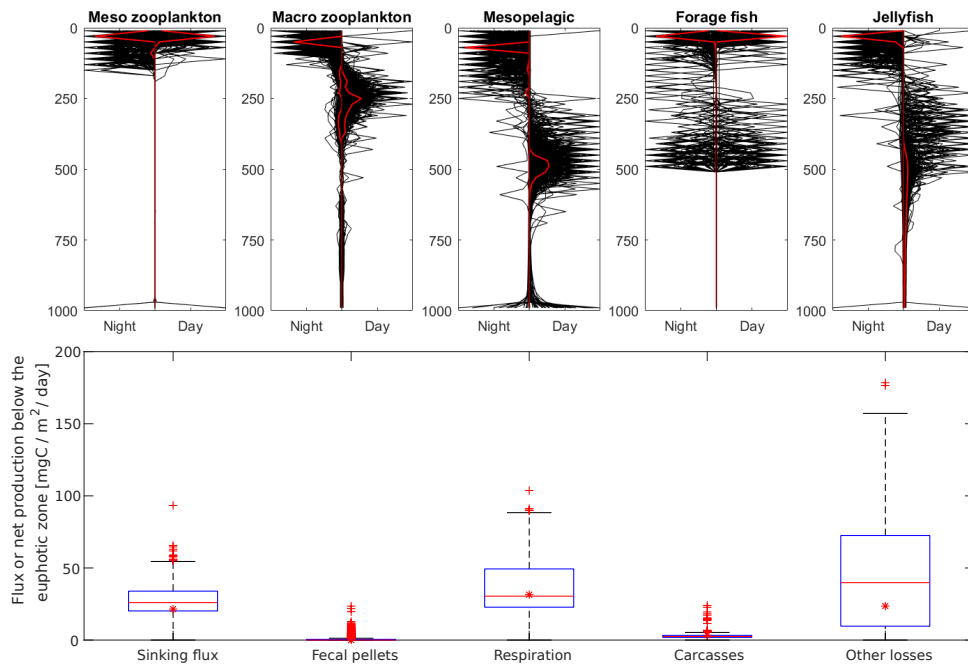 Meso zooplankton
0
250
500
750
1000
Night Day
Macro zooplankton
0
250
500
750
1000
Night Day
Mesopelagic
0
250
500
750
1000
Night Day
Forage fish
0
250
500
750
1000
Night Day
Jellyfish
0
250
500
750
1000
Night Day
Flux or net production below the
euphotic zone [mgC / m² / day]
200
150
100
50
0
Sinking flux Fecal pellets Respiration Carcasses Other losses